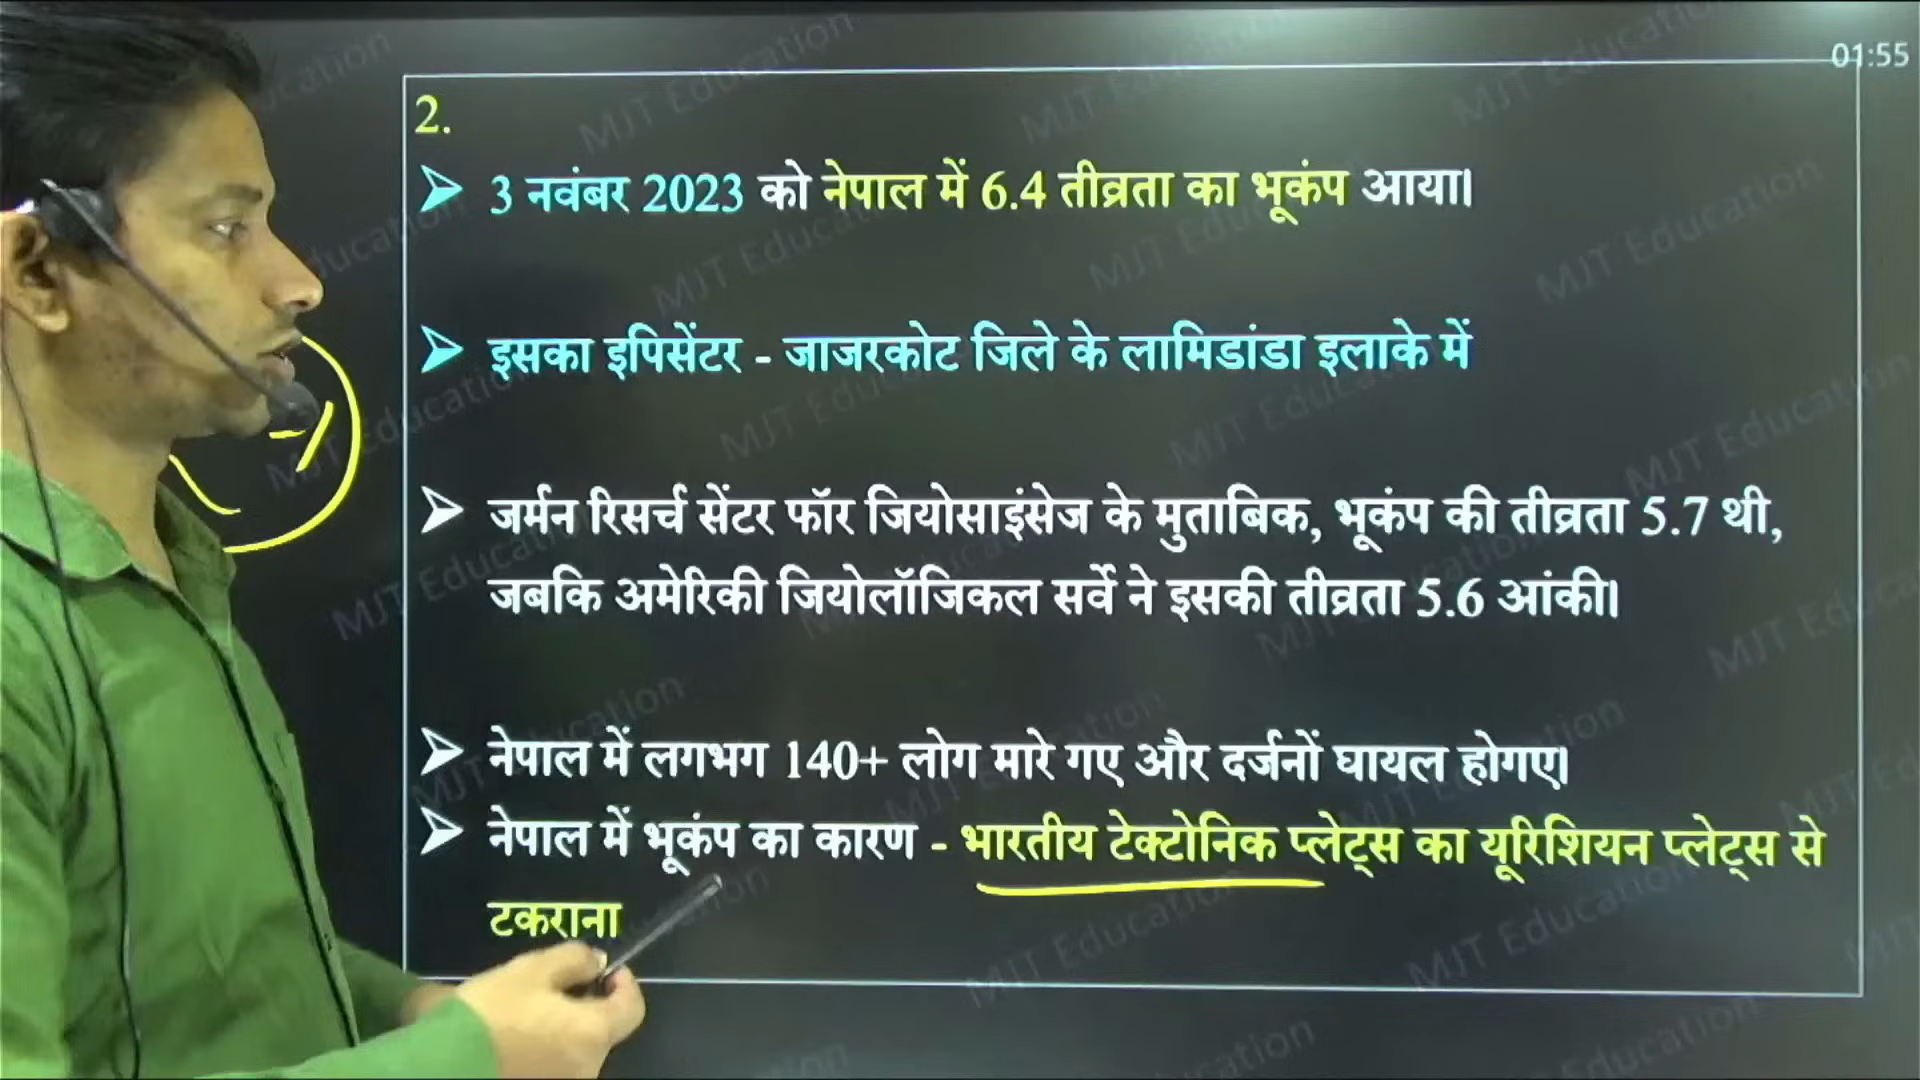 01:55
2.
➢ 3 नवंबर 2023 को नेपाल में 6.4 तीव्रता का भूकंप आया।
➢ इसका इपिसेंटर - जाजरकोट जिले के लामिडांडा इलाके में
➢ जर्मन रिसर्च सेंटर फॉर जियोसाइंसेज के मुताबिक, भूकंप की तीव्रता 5.7 थी,
जबकि अमेरिकी जियोलॉजिकल सर्वे ने इसकी तीव्रता 5.6 आंकी।
➢ नेपाल में लगभग 140+ लोग मारे गए और दर्जनों घायल होगए।
➢ नेपाल में भूकंप का कारण - भारतीय टेक्टोनिक प्लेट्स का यूरिशियन प्लेट्स से
टकराना
MJT Education